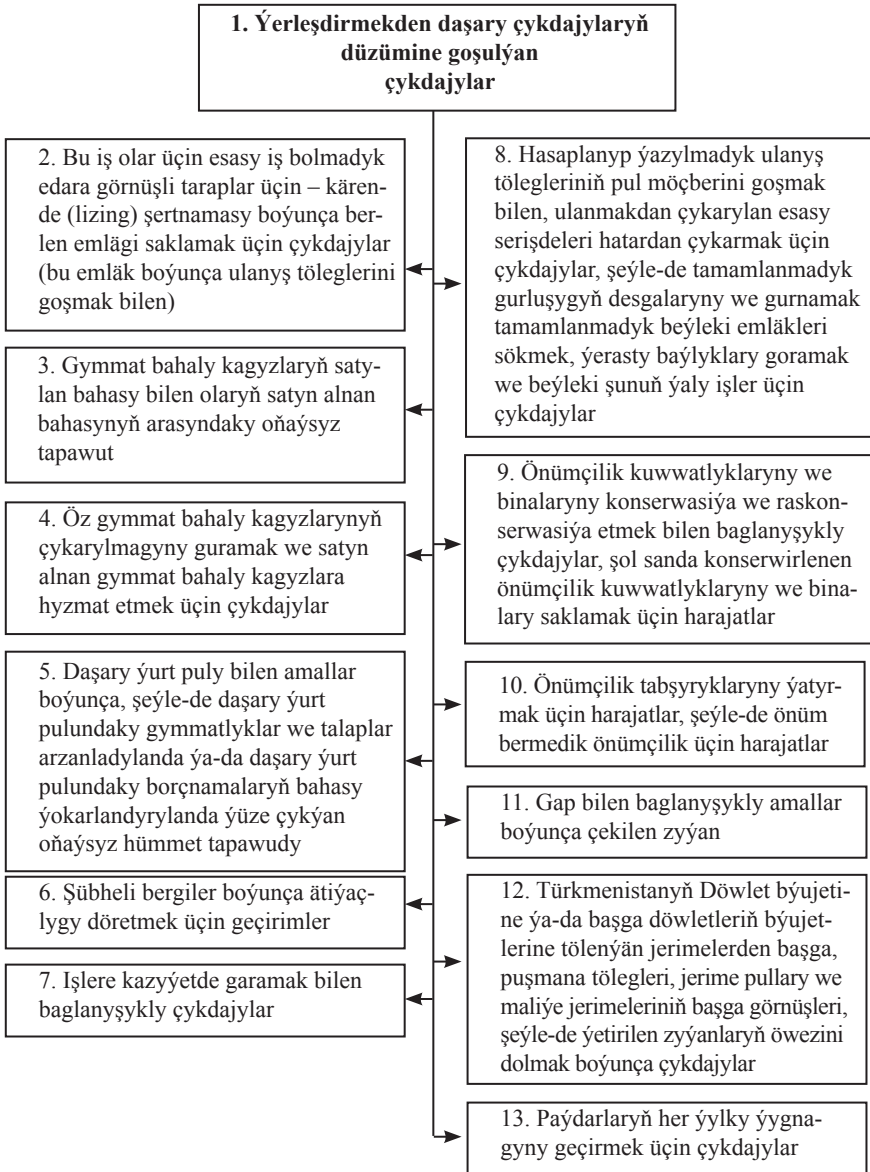 1. Ýerleşdirmekden daşary çykdajylaryň
düzümine goşulýan
çykdajylar
2. Bu iş olar üçin esasy iş bolmadyk
edara görnüşli taraplar üçin – kären-
de (lizing) şertnamasy boýunça ber-
len emlägi saklamak üçin çykdajylar
(bu emläk boýunça ulanyş töleglerini
goşmak bilen)
3. Gymmat bahaly kagyzlaryň saty-
lan bahasy bilen olaryň satyn alnan
bahasynyň arasyndaky oňaýsyz
tapawut
4. Öz gymmat bahaly kagyzlarynyň
çykarylmagyny guramak we satyn
alnan gymmat bahaly kagyzlara
hyzmat etmek üçin çykdajylar
5. Daşary ýurt puly bilen amallar
boýunça, şeýle-de daşary ýurt
pulundaky gymmatlyklar we talaplar
arzanladylanda ýa-da daşary ýurt
pulundaky borçnamalaryň bahasy
ýokarlandyrylanda ýüze çykýan
oňaýsyz hümmet tapawudy
6. Şübheli bergiler boýunça ätiýaç-
lygy döretmek üçin geçirimler
7. Işlere kazyýetde garamak bilen
baglanyşykly çykdajylar
8. Hasaplanyp ýazylmadyk ulanyş
tölegleriniň pul möçberini goşmak
bilen, ulanmakdan çykarylan esasy
serişdeleri hatardan çykarmak üçin
çykdajylar, şeýle-de tamamlanmadyk
gurluşygyň desgalaryny we gurnamak
tamamlanmadyk beýleki emläkleri
sökmek, ýerasty baýlyklary goramak
we beýleki şunuň ýaly işler üçin
çykdajylar
9. Önümçilik kuwwatlyklaryny we
binalaryny konserwasiýa we raskon-
serwasiýa etmek bilen baglanyşykly
çykdajylar, şol sanda konserwirlenen
önümçilik kuwwatlyklaryny we bina-
lary saklamak üçin harajatlar
10. Önümçilik tabşyryklaryny ýatyr-
mak üçin harajatlar, şeýle-de önüm
bermedik önümçilik üçin harajatlar
11. Gap bilen baglanyşykly amallar
boýunça çekilen zyýan
12. Türkmenistanyň Döwlet býujeti-
ne ýa-da başga döwletleriň býujet-
lerine tölenýän jerimelerden başga,
puşmana tölegleri, jerime pullary we
maliýe jerimeleriniň başga görnüşleri,
şeýle-de ýetirilen zyýanlaryň öwezini
dolmak boýunça çykdajylar
13. Paýdarlaryň her ýylky ýygna-
gyny geçirmek üçin çykdajylar